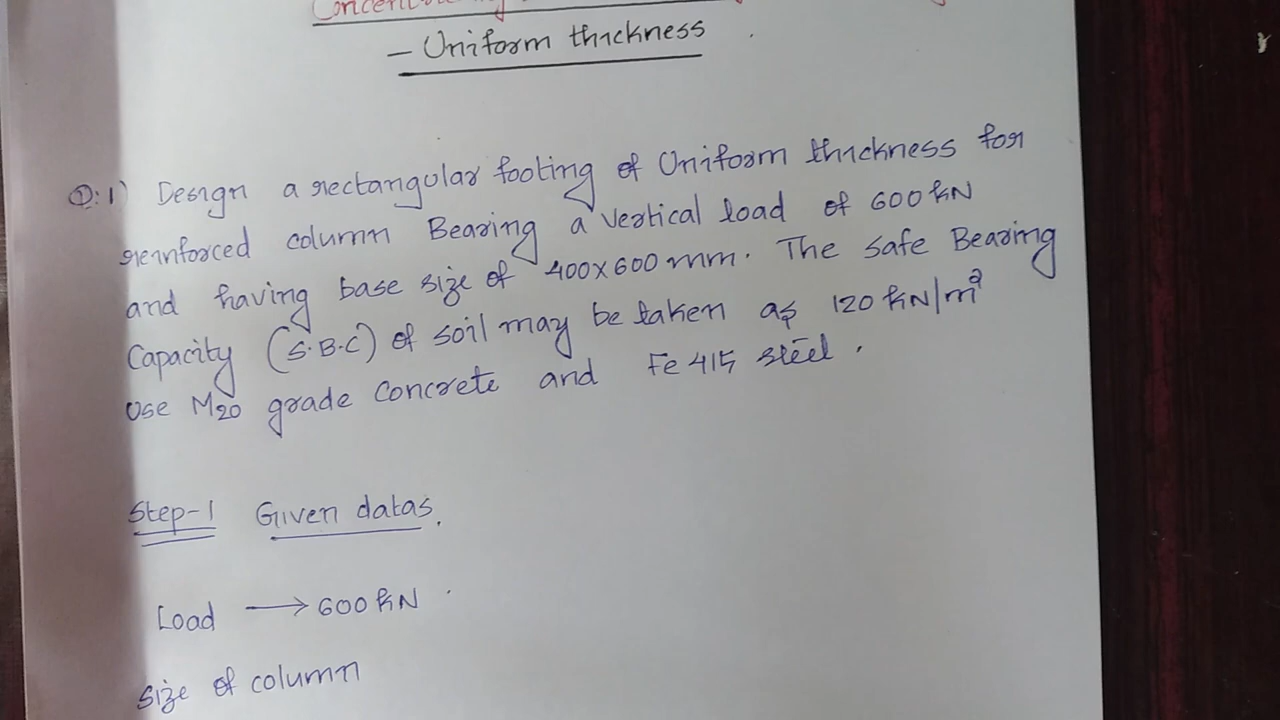 - Uniform thickness
Q:1) Design a rectangular footing of Uniform thickness for
reinforced column Bearing a vertical load of 600 kN
and having base size of 400x600 mm. The safe Bearing
Capacity (S.B.C) of soil may be taken as 120 kN/m²
Use M20 grade concrete and Fe 415 steel.
Step-1 Given datas.
Load → 600 kN
Size of column